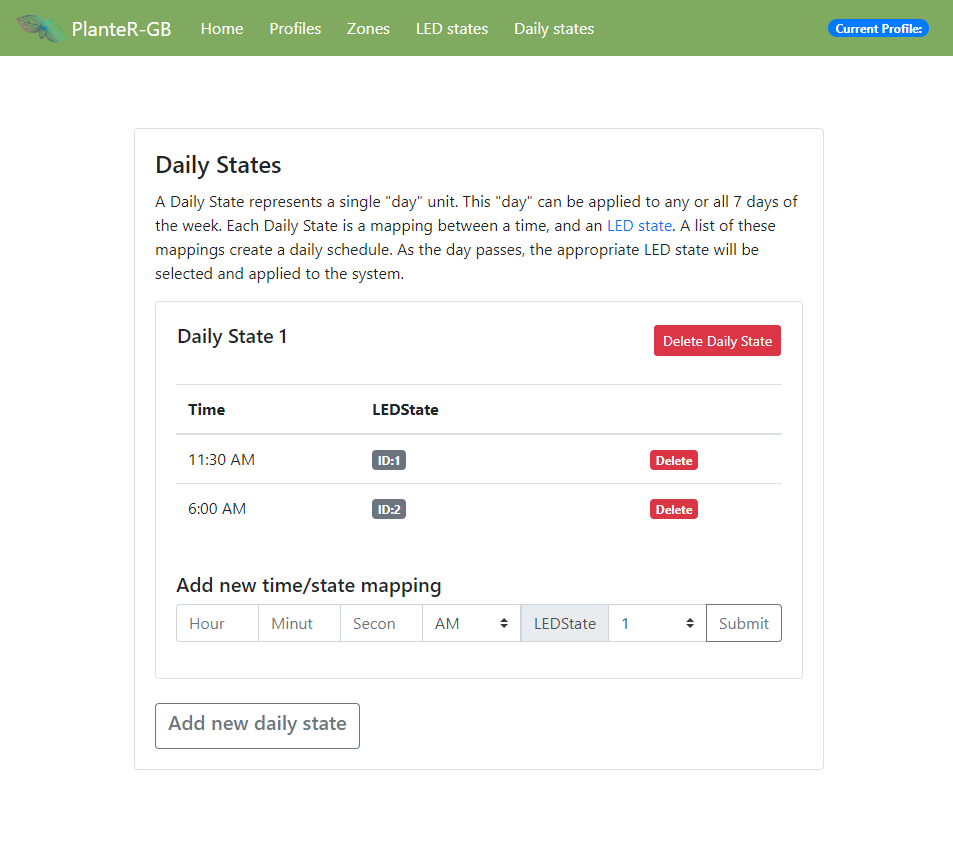 PlanteR-GB Home Profiles Zones LED states Daily states Current Profile:
Daily States
A Daily State represents a single "day" unit. This "day" can be applied to any or all 7 days of
the week. Each Daily State is a mapping between a time, and an LED state. A list of these
mappings create a daily schedule. As the day passes, the appropriate LED state will be
selected and applied to the system.
Daily State 1 Delete Daily State
Time LEDState
11:30 AM ID:1 Delete
6:00 AM ID:2 Delete
Add new time/state mapping
Hour Minut Secon AM LEDState 1 Submit
Add new daily state